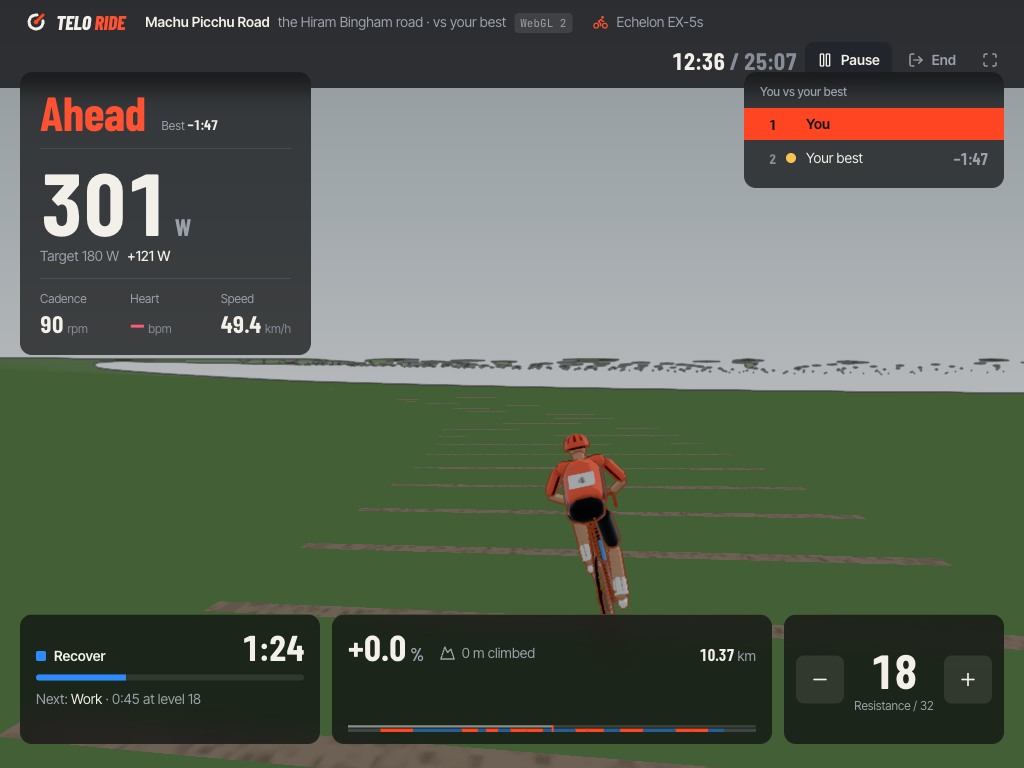 TELO RIDE Machu Picchu Road the Hiram Bingham road · vs your best WebGL 2 Echelon EX-5s
12:36 / 25:07 Pause End
Ahead Best −1:47
301 W
Target 180 W +121 W
Cadence Heart Speed
90 rpm — bpm 49.4 km/h
You vs your best
1 You
2 Your best −1:47
4
Recover 1:24
Next: Work · 0:45 at level 18
+0.0 % 0 m climbed 10.37 km
− 18 +
Resistance / 32